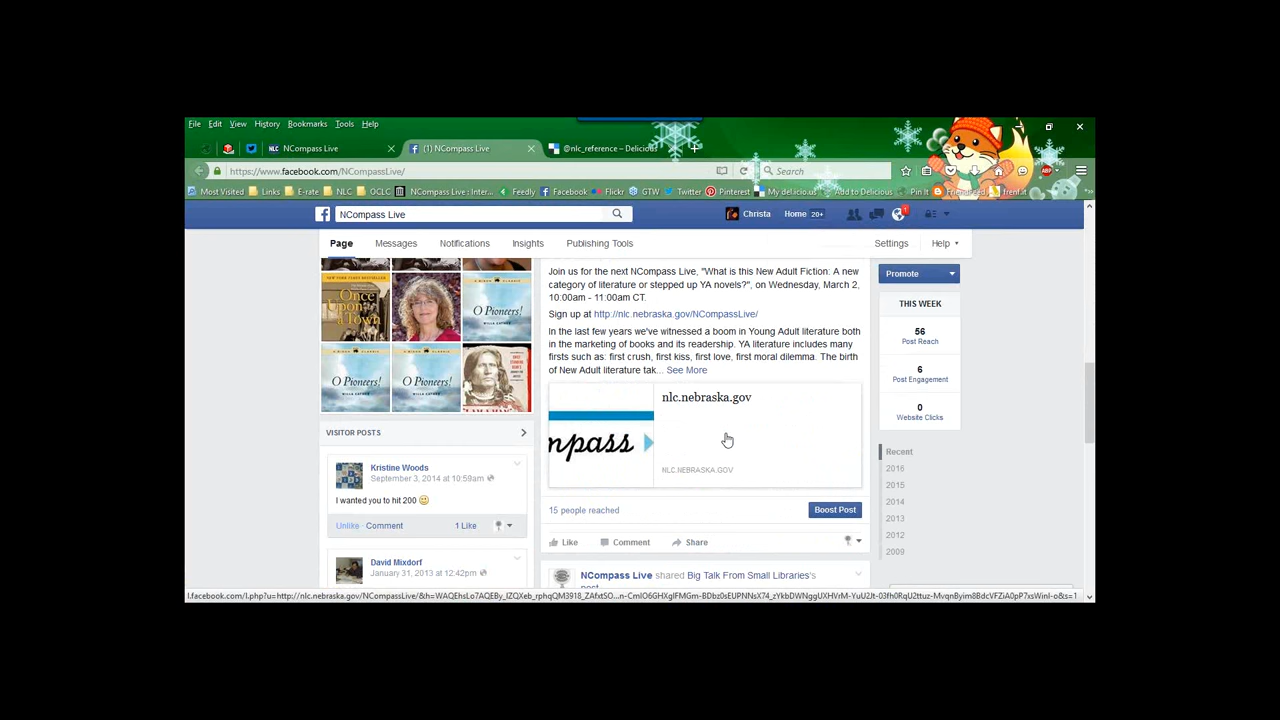 File Edit View History Bookmarks Tools Help
NLC NCompass Live × (1) NCompass Live × @nlc_reference – Delicious
https://www.facebook.com/NCompassLive/ Search
Most Visited Links E-rate NLC OCLC NCompass Live : Inter... Feedly Facebook Flickr GTW Twitter Pinterest My del.icio.us Add to Delicious Pin It FriendFeed
NCompass Live Christa Home 20+
Page Messages Notifications Insights Publishing Tools Settings Help
Once Upon a Town
O Pioneers!
O Pioneers!
O Pioneers!
VISITOR POSTS
Kristine Woods
September 3, 2014 at 10:59am
I wanted you to hit 200
Unlike · Comment 1 Like
David Mixdorf
January 31, 2013 at 12:42pm
Join us for the next NCompass Live, "What is this New Adult Fiction. A new
category of literature or stepped up YA novels?", on Wednesday, March 2,
10:00am - 11:00am CT.
Sign up at http://nlc.nebraska.gov/NCompassLive/
In the last few years we've witnessed a boom in Young Adult literature both
in the marketing of books and its readership. YA literature includes many
firsts such as: first crush, first kiss, first love, first moral dilemma. The birth
of New Adult literature tak... See More
mpass
nlc.nebraska.gov
NLC.NEBRASKA.GOV
15 people reached Boost Post
Like Comment Share
NCompass Live shared Big Talk From Small Libraries's
post.
Promote
THIS WEEK
56
Post Reach
6
Post Engagement
0
Website Clicks
Recent
2016
2015
2014
2013
2012
2009